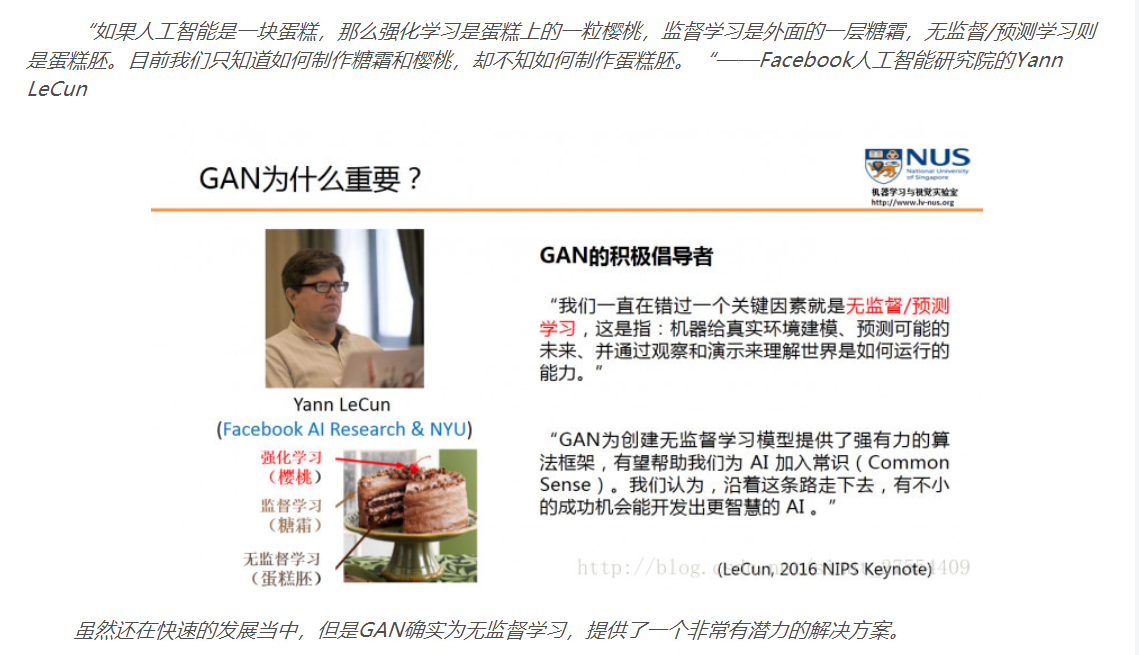 “如果人工智能是一块蛋糕，那么强化学习是蛋糕上的一粒樱桃，监督学习是外面的一层糖霜，无监督/预测学习则
是蛋糕胚。目前我们只知道如何制作糖霜和樱桃，却不知如何制作蛋糕胚。“——Facebook人工智能研究院的Yann
LeCun
GAN为什么重要？
NUS
National University
of Singapore
机器学习与视觉实验室
http://www.lv-nus.org
Yann LeCun
(Facebook AI Research & NYU)
强化学习
（樱桃）
监督学习
（糖霜）
无监督学习
（蛋糕胚）
GAN的积极倡导者
“我们一直在错过一个关键因素就是无监督/预测
学习，这是指：机器给真实环境建模、预测可能的
未来、并通过观察和演示来理解世界是如何运行的
能力。”
“GAN为创建无监督学习模型提供了强有力的算
法框架，有望帮助我们为 AI 加入常识（Common
Sense）。我们认为，沿着这条路走下去，有不小
的成功机会能开发出更智慧的 AI 。”
(LeCun, 2016 NIPS Keynote)
虽然还在快速的发展当中，但是GAN确实为无监督学习，提供了一个非常有潜力的解决方案。